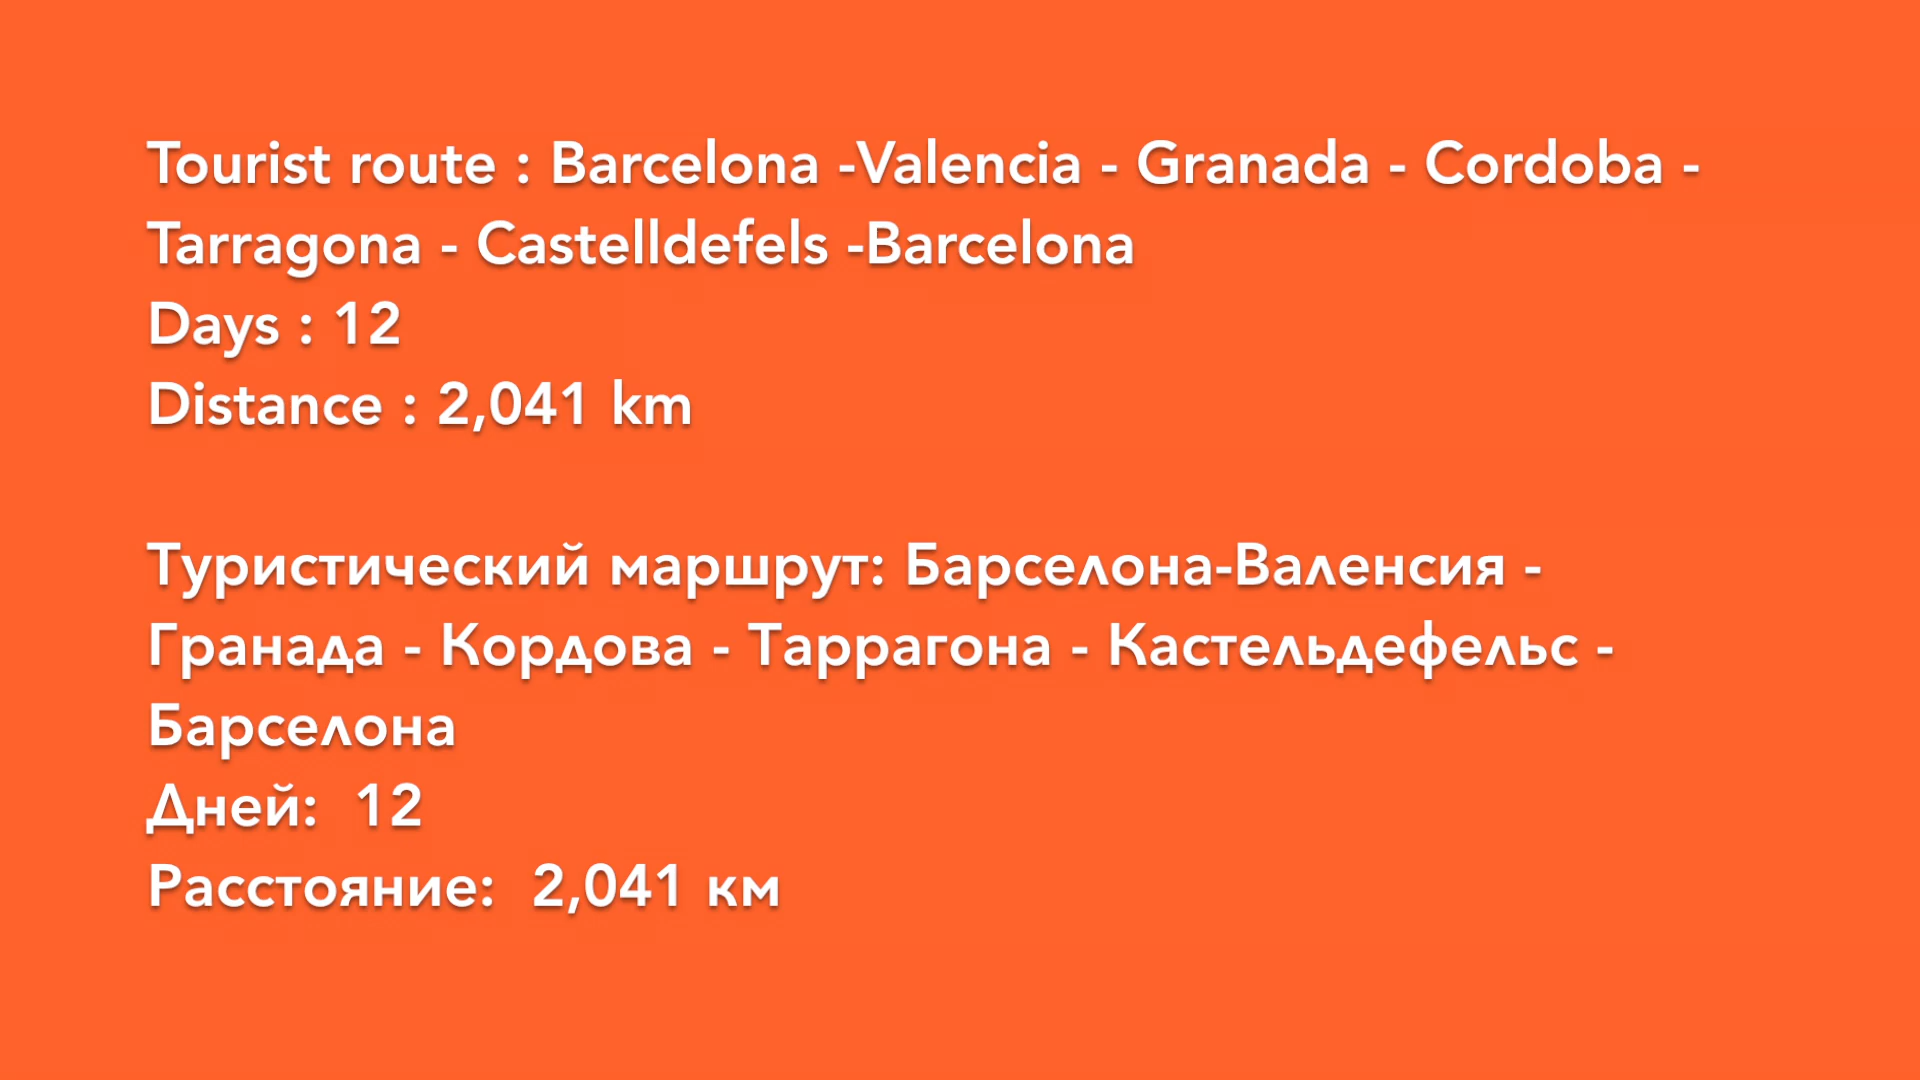 Tourist route : Barcelona -Valencia - Granada - Cordoba -
Tarragona - Castelldefels -Barcelona
Days : 12
Distance : 2,041 km
Туристический маршрут: Барселона-Валенсия -
Гранада - Кордова - Таррагона - Кастельдефельс -
Барселона
Дней:  12
Расстояние:  2,041 км